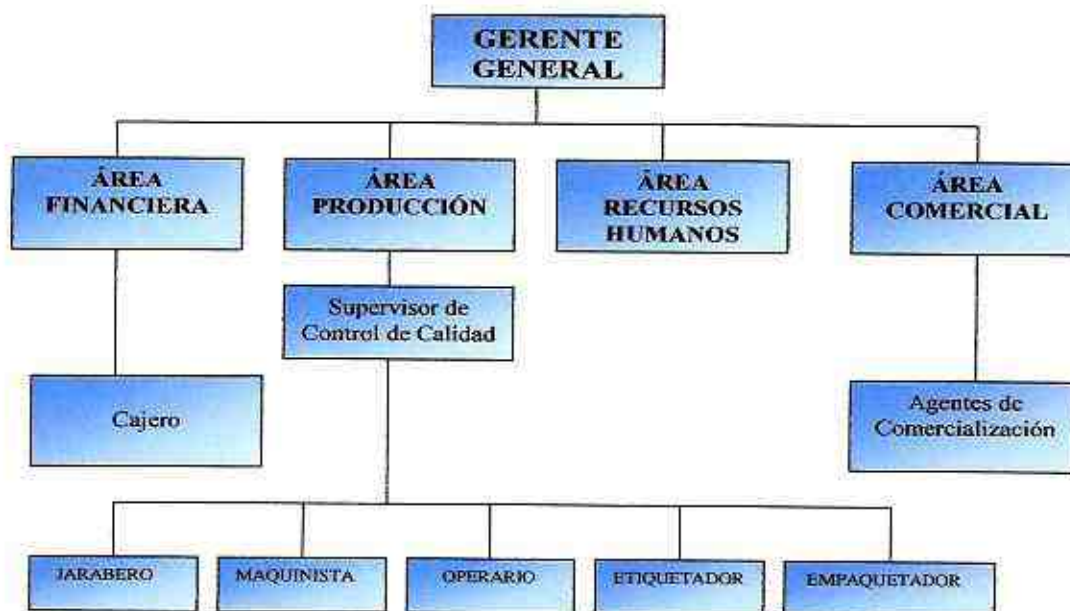 GERENTE
GENERAL
ÁREA
FINANCIERA
ÁREA
PRODUCCIÓN
ÁREA
RECURSOS
HUMANOS
ÁREA
COMERCIAL
Supervisor de
Control de Calidad
Cajero
Agentes de
Comercialización
JARABERO
MAQUINISTA
OPERARIO
ETIQUETADOR
EMPAQUETADOR